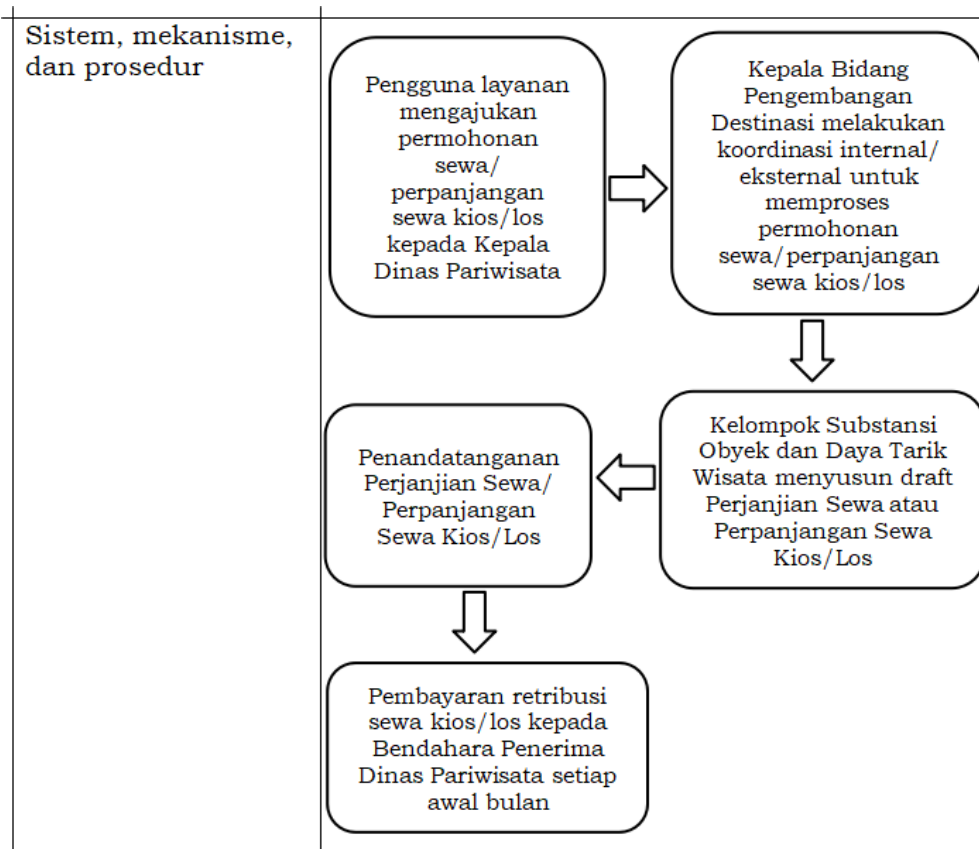 Sistem, mekanisme,
dan prosedur
Pengguna layanan
mengajukan
permohonan
sewa/
perpanjangan
sewa kios/los
kepada Kepala
Dinas Pariwisata
Kepala Bidang
Pengembangan
Destinasi melakukan
koordinasi internal/
eksternal untuk
memproses
permohonan
sewa/perpanjangan
sewa kios/los
Kelompok Substansi
Obyek dan Daya Tarik
Wisata menyusun draft
Perjanjian Sewa atau
Perpanjangan Sewa
Kios/Los
Penandatanganan
Perjanjian Sewa/
Perpanjangan
Sewa Kios/Los
Pembayaran retribusi
sewa kios/los kepada
Bendahara Penerima
Dinas Pariwisata setiap
awal bulan